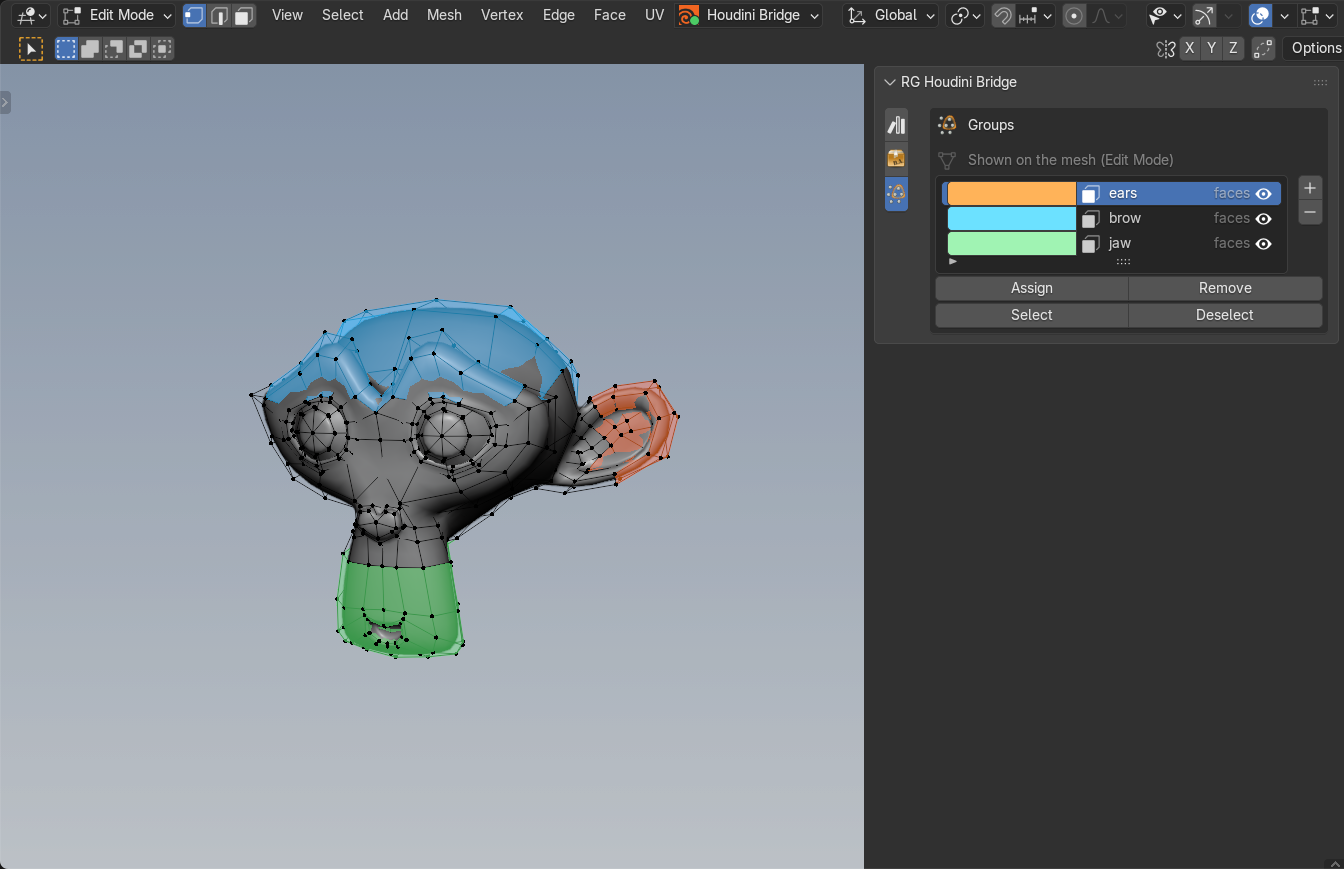 Edit Mode View Select Add Mesh Vertex Edge Face UV Houdini Bridge Global
X Y Z Options
RG Houdini Bridge
Groups
Shown on the mesh (Edit Mode)
ears faces
brow faces
jaw faces
Assign Remove
Select Deselect